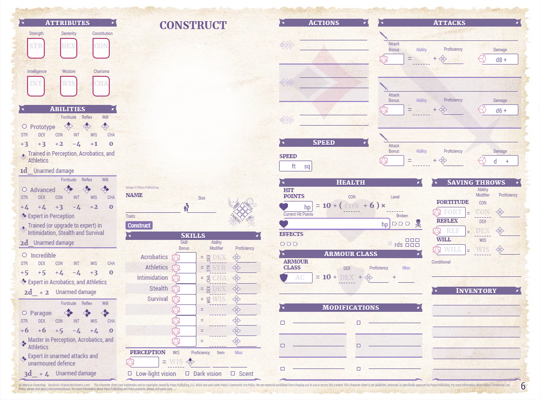 ATTRIBUTES
Strength Dexterity Constitution
STR DEX CON
Intelligence Wisdom Charisma
INT WIS CHA
ABILITIES
Fortitude Reflex Will
Prototype
STR DEX CON INT WIS CHA
+3 +3 +2 -4 +1 0
Trained in Perception, Acrobatics, and Athletics
1d__ Unarmed damage
Advanced
Fortitude Reflex Will
STR DEX CON INT WIS CHA
+4 +4 +3 -4 +2 0
Expert in Perception
Trained (or upgrade to expert) in Intimidation, Stealth and Survival
2d__ Unarmed damage
Incredible
STR DEX CON INT WIS CHA
+5 +5 +4 -4 +3 0
2d__ + 2 Unarmed damage
Paragon
Fortitude Reflex Will
STR DEX CON INT WIS CHA
+6 +6 +5 -4 +4 0
Master in Perception, Acrobatics, and Athletics
Expert in unarmed attacks and unarmoured defence
3d__ + 4 Unarmed damage
CONSTRUCT
NAME
Size
Traits
Construct
SKILLS
Skill Bonus Ability Modifier Proficiency
Acrobatics = DEX +
Athletics = STR +
Intimidation = CHA +
Stealth = DEX +
Survival = WIS +
PERCEPTION WIS Proficiency Item Misc
= WIS +
Low-light vision Dark vision Scent
ACTIONS
SPEED
SPEED
ft sq
HEALTH
HIT POINTS
CON Level
hp = 10 + ( CON + 6 ) ×
Current Hit Points
hp
EFFECTS
rds
ARMOUR CLASS
ARMOUR CLASS
DEX Proficiency Item
AC = 10 + DEX +
MODIFICATIONS
ATTACKS
Attack Bonus Ability Proficiency Damage
= + d8 +
Attack Bonus Ability Proficiency Damage
= + d6 +
Attack Bonus Ability Proficiency Damage
= + d +
SAVING THROWS
Ability Modifier Proficiency
FORTITUDE
FORT = CON +
REFLEX
REF = DEX +
WILL
WILL = WIS +
Conditional
INVENTORY
6